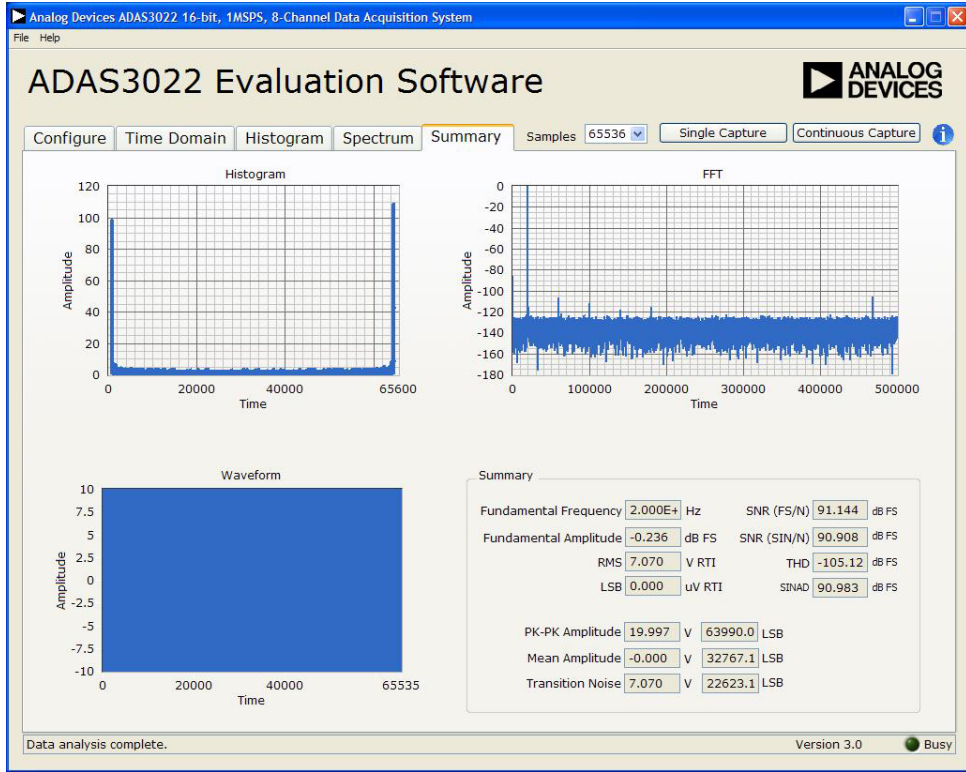 Analog Devices ADAS3022 16-bit, 1MSPS, 8-Channel Data Acquisition System
File Help
ADAS3022 Evaluation Software
ANALOG
DEVICES
Configure Time Domain Histogram Spectrum Summary Samples 65536 Single Capture Continuous Capture i
Histogram
120
100
80
60
40
20
0
Amplitude
0 20000 40000 65600
Time
FFT
0
-20
-40
-60
-80
-100
-120
-140
-160
-180
Amplitude
0 100000 200000 300000 400000 500000
Time
Waveform
10
7.5
5
2.5
0
-2.5
-5
-7.5
-10
Amplitude
0 20000 40000 65535
Time
Summary
Fundamental Frequency 2.000E+ Hz SNR (FS/N) 91.144 dB FS
Fundamental Amplitude -0.236 dB FS SNR (SIN/N) 90.908 dB FS
RMS 7.070 V RTI THD -105.12 dB FS
LSB 0.000 uV RTI SINAD 90.983 dB FS
PK-PK Amplitude 19.997 V 63990.0 LSB
Mean Amplitude -0.000 V 32767.1 LSB
Transition Noise 7.070 V 22623.1 LSB
Data analysis complete. Version 3.0 Busy